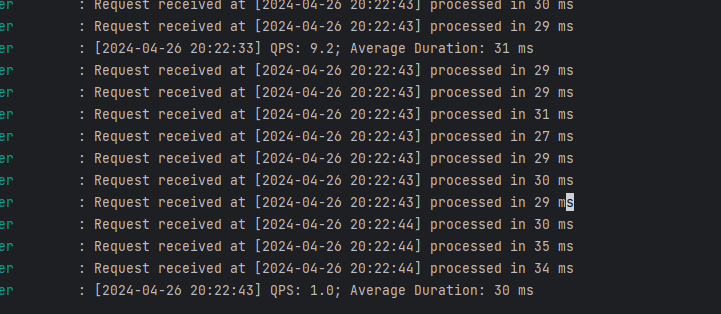 er : Request received at [2024-04-26 20:22:43] processed in 30 ms
er : Request received at [2024-04-26 20:22:43] processed in 29 ms
er : [2024-04-26 20:22:33] QPS: 9.2; Average Duration: 31 ms
er : Request received at [2024-04-26 20:22:43] processed in 29 ms
er : Request received at [2024-04-26 20:22:43] processed in 29 ms
er : Request received at [2024-04-26 20:22:43] processed in 31 ms
er : Request received at [2024-04-26 20:22:43] processed in 27 ms
er : Request received at [2024-04-26 20:22:43] processed in 29 ms
er : Request received at [2024-04-26 20:22:43] processed in 30 ms
er : Request received at [2024-04-26 20:22:43] processed in 29 ms
er : Request received at [2024-04-26 20:22:44] processed in 30 ms
er : Request received at [2024-04-26 20:22:44] processed in 35 ms
er : Request received at [2024-04-26 20:22:44] processed in 34 ms
er : [2024-04-26 20:22:43] QPS: 1.0; Average Duration: 30 ms